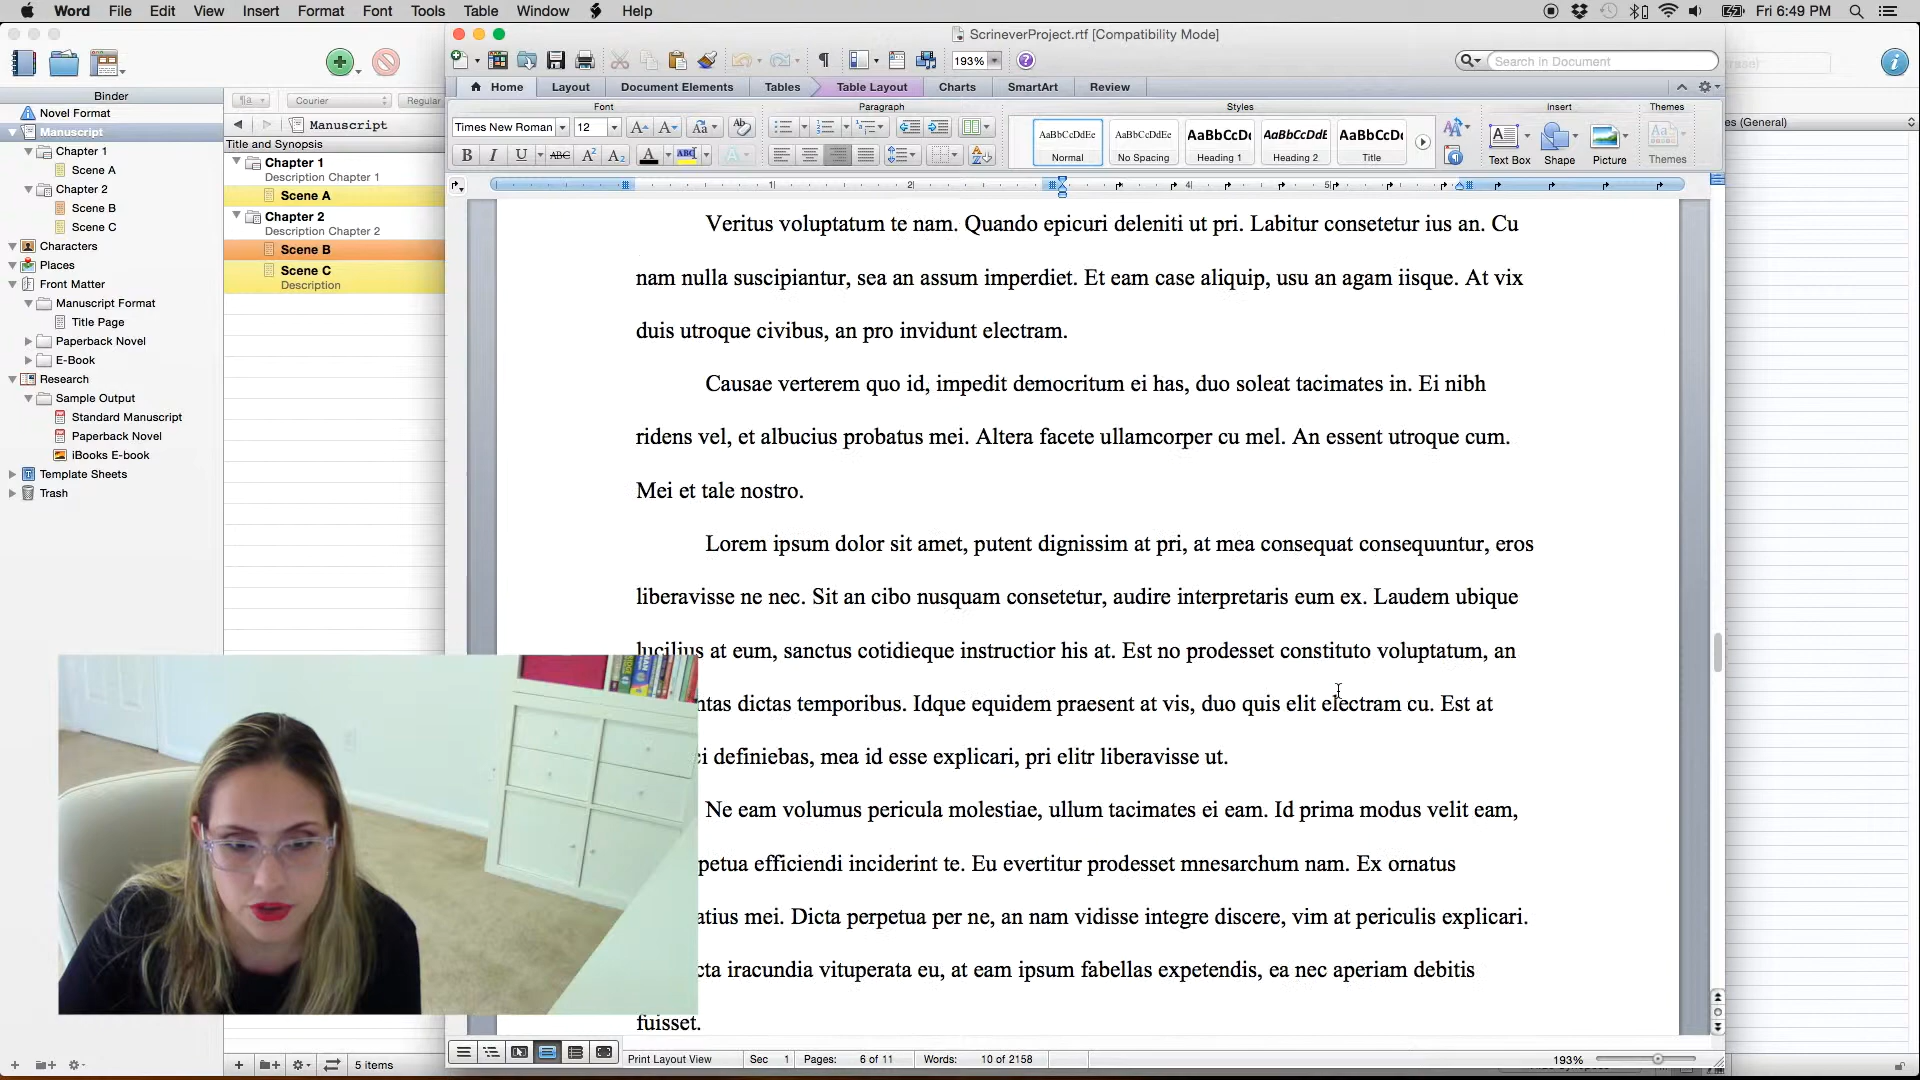 Word File Edit View Insert Format Font Tools Table Window Help
Fri 6:49 PM
ScrineverProject.rtf [Compatibility Mode]
193%
Search in Document
Home Layout Document Elements Tables Table Layout Charts SmartArt Review
Font Paragraph Styles Insert Themes
Times New Roman 12
AaBbCcDdEe AaBbCcDdEe AaBbCcDc AaBbCcDdE AaBbCcDc
Normal No Spacing Heading 1 Heading 2 Title
Text Box Shape Picture Themes
Binder
Novel Format
Manuscript
Chapter 1
Scene A
Chapter 2
Scene B
Scene C
Characters
Places
Front Matter
Manuscript Format
Title Page
Paperback Novel
E-Book
Research
Sample Output
Standard Manuscript
Paperback Novel
iBooks E-book
Template Sheets
Trash
Courier Regular
Manuscript
Title and Synopsis
Chapter 1
Description Chapter 1
Scene A
Chapter 2
Description Chapter 2
Scene B
Scene C
Description
5 items
es (General)
Veritus voluptatum te nam. Quando epicuri deleniti ut pri. Labitur consetetur ius an. Cu
nam nulla suscipiantur, sea an assum imperdiet. Et eam case aliquip, usu an agam iisque. At vix
duis utroque civibus, an pro invidunt electram.
Causae verterem quo id, impedit democritum ei has, duo soleat tacimates in. Ei nibh
ridens vel, et albucius probatus mei. Altera facete ullamcorper cu mel. An essent utroque cum.
Mei et tale nostro.
Lorem ipsum dolor sit amet, putent dignissim at pri, at mea consequat consequuntur, eros
liberavisse ne nec. Sit an cibo nusquam consetetur, audire interpretaris eum ex. Laudem ubique
lucilius at eum, sanctus cotidieque instructior his at. Est no prodesset constituto voluptatum, an
ntas dictas temporibus. Idque equidem praesent at vis, duo quis elit electram cu. Est at
i definiebas, mea id esse explicari, pri elitr liberavisse ut.
Ne eam volumus pericula molestiae, ullum tacimates ei eam. Id prima modus velit eam,
petua efficiendi inciderint te. Eu evertitur prodesset mnesarchum nam. Ex ornatus
atius mei. Dicta perpetua per ne, an nam vidisse integre discere, vim at periculis explicari.
cta iracundia vituperata eu, at eam ipsum fabellas expetendis, ea nec aperiam debitis
fuisset.
Print Layout View Sec 1 Pages: 6 of 11 Words: 10 of 2158 193%